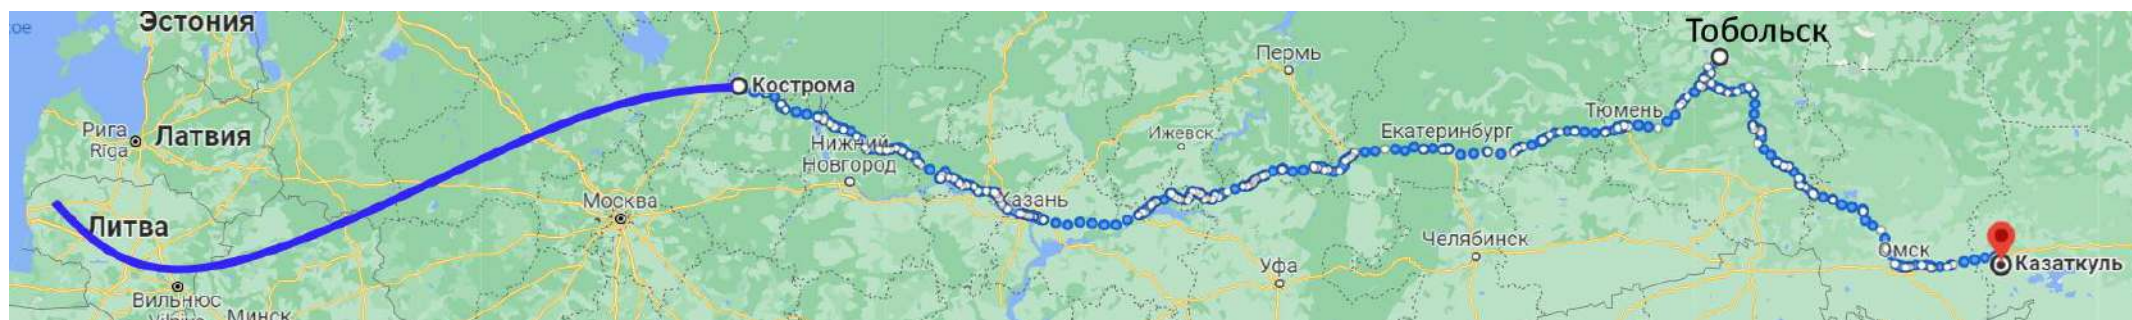 Эстония
Тобольск
Пермь
Кострома
Рига
Rīga
Латвия
Ижевск
Екатеринбург
Тюмень
Нижний
Новгород
Казань
Москва
Литва
Челябинск
Омск
Казаткуль
Уфа
Вильнюс
Минск